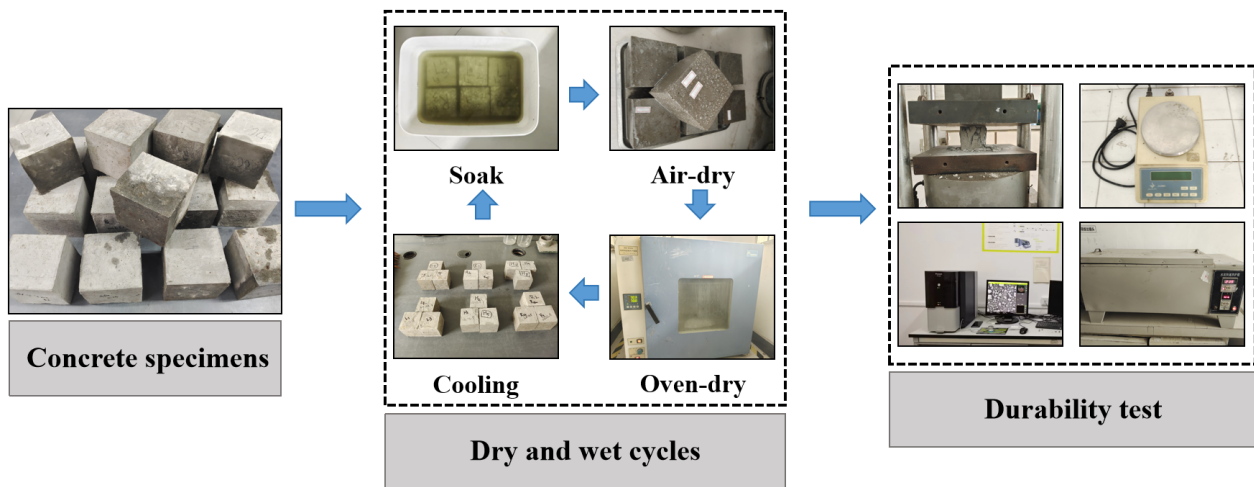 Soak
Air-dry
Cooling
Oven-dry
Concrete specimens
Dry and wet cycles
Durability test